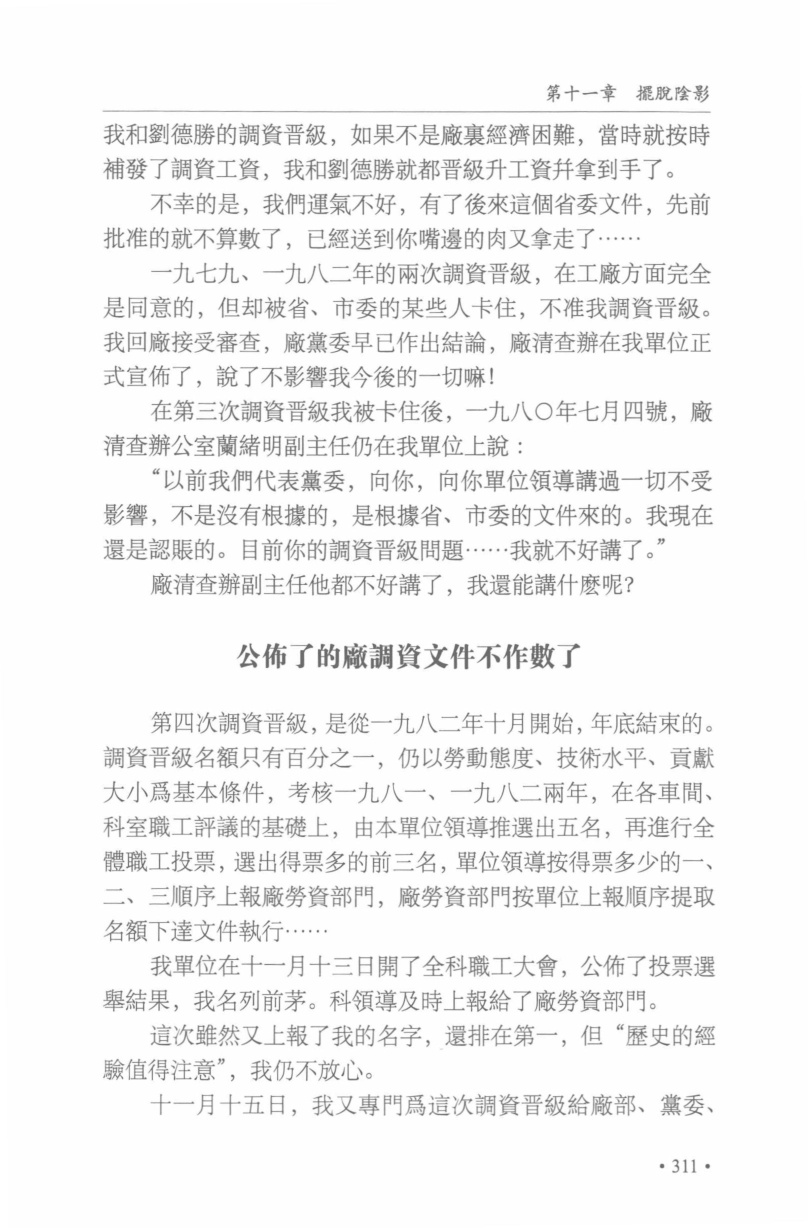 第十一章　擺脫陰影
我和劉德勝的調資晋級，如果不是廠裏經濟困難，當時就按時
補發了調資工資，我和劉德勝就都晋級升工資幷拿到手了。
不幸的是，我們運氣不好，有了後來這個省委文件，先前
批准的就不算數了，已經送到你嘴邊的肉又拿走了……
一九七九、一九八二年的兩次調資晋級，在工廠方面完全
是同意的，但却被省、市委的某些人卡住，不准我調資晋級。
我回廠接受審查，廠黨委早已作出結論，廠清查辦在我單位正
式宣佈了，說了不影響我今後的一切嘛！
在第三次調資晋級我被卡住後，一九八〇年七月四號，廠
清查辦公室蘭緒明副主任仍在我單位上說：
“以前我們代表黨委，向你，向你單位領導講過一切不受
影響，不是沒有根據的，是根據省、市委的文件來的。我現在
還是認賬的。目前你的調資晋級問題……我就不好講了。”
廠清查辦副主任他都不好講了，我還能講什麽呢？
公佈了的廠調資文件不作數了
第四次調資晋級，是從一九八二年十月開始，年底結束的。
調資晋級名額只有百分之一，仍以勞動態度、技術水平、貢獻
大小爲基本條件，考核一九八一、一九八二兩年，在各車間、
科室職工評議的基礎上，由本單位領導推選出五名，再進行全
體職工投票，選出得票多的前三名，單位領導按得票多少的一、
二、三順序上報廠勞資部門，廠勞資部門按單位上報順序提取
名額下達文件執行……
我單位在十一月十三日開了全科職工大會，公佈了投票選
舉結果，我名列前茅。科領導及時上報給了廠勞資部門。
這次雖然又上報了我的名字，還排在第一，但“歷史的經
驗值得注意”，我仍不放心。
十一月十五日，我又專門爲這次調資晋級給廠部、黨委、
•311•